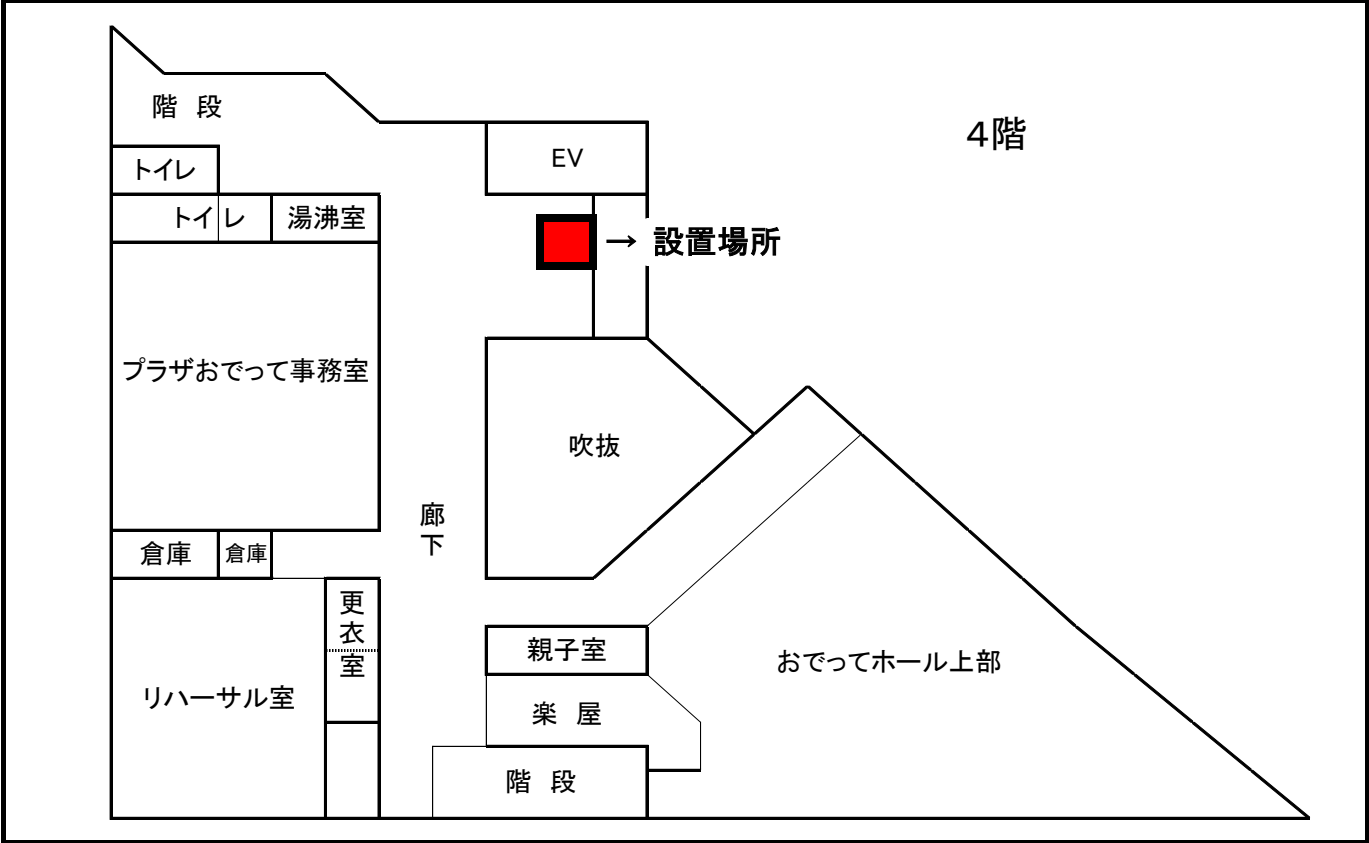 階 段
4階
EV
トイレ
トイレ
湯沸室
→ 設置場所
プラザおでって事務室
吹抜
廊
下
倉庫
倉庫
更
衣
室
親子室
おでってホール上部
リハーサル室
楽 屋
階 段